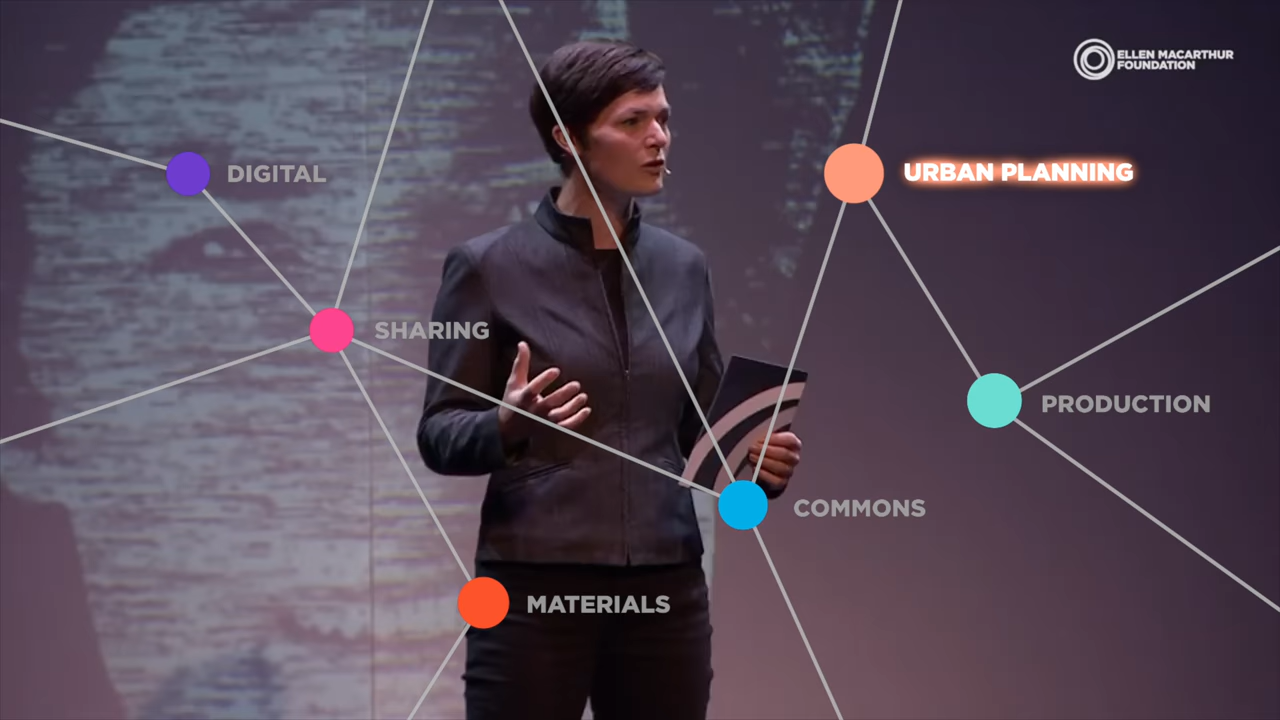 ELLEN MACARTHUR
FOUNDATION
DIGITAL
URBAN PLANNING
SHARING
PRODUCTION
COMMONS
MATERIALS